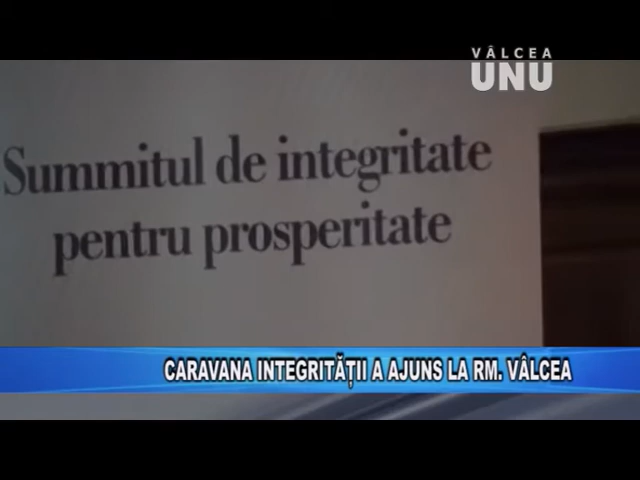 VÂLCEA
UNU
Summitul de integritate
pentru prosperitate
CARAVANA INTEGRITĂȚII A AJUNS LA RM. VÂLCEA